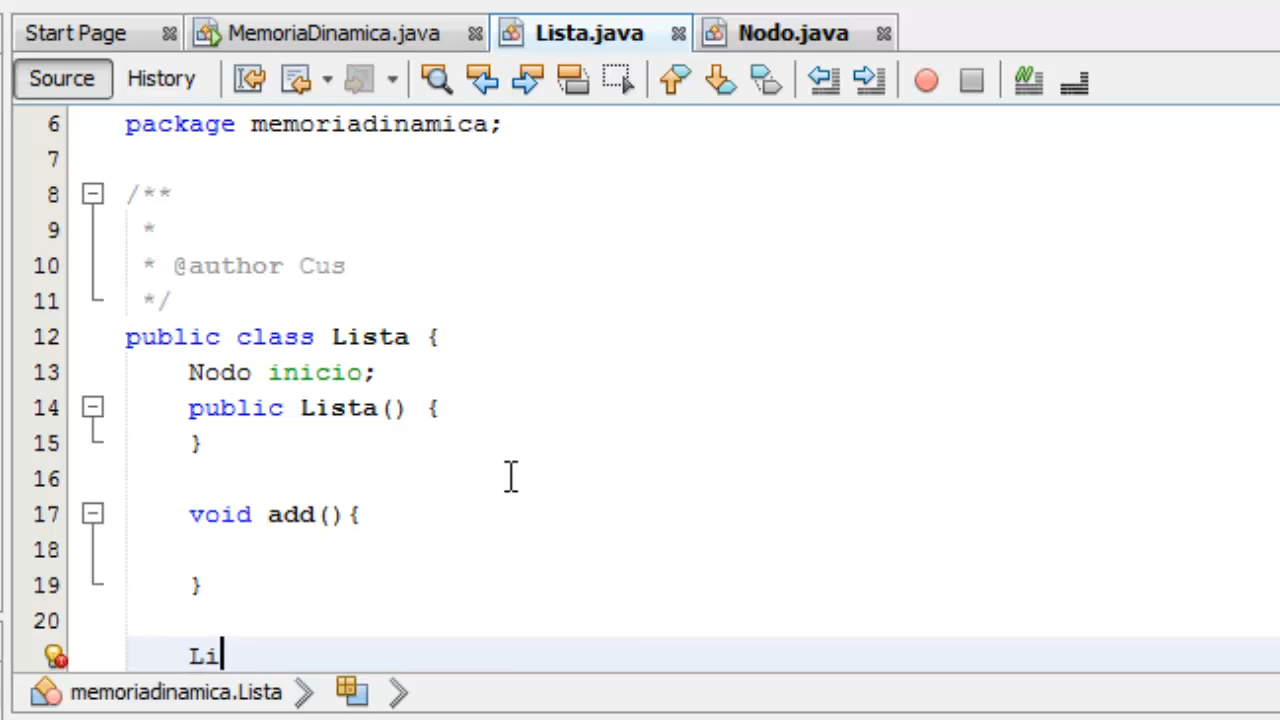 Start Page MemoriaDinamica.java Lista.java Nodo.java
Source History
6 package memoriadinamica;
7
8 /**
9 *
10 * @author Cus
11 */
12 public class Lista {
13 Nodo inicio;
14 public Lista() {
15 }
16
17 void add(){
18
19 }
20
Li
memoriadinamica.Lista